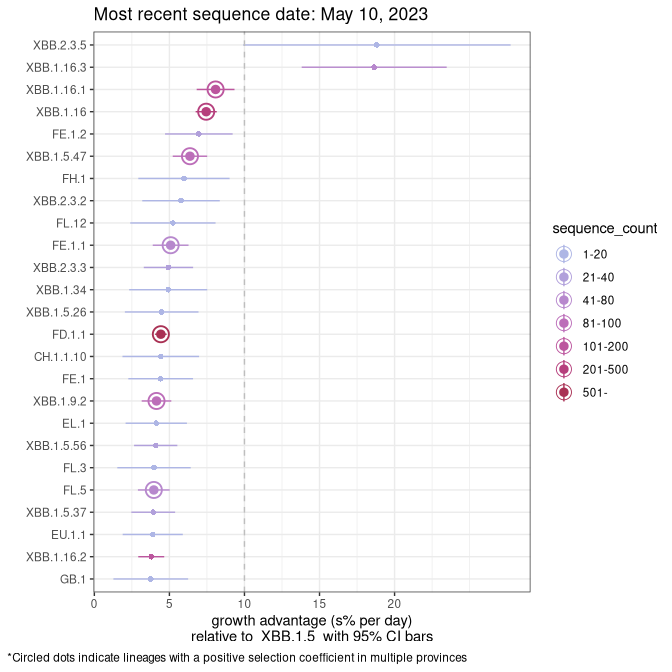 Most recent sequence date: May 10, 2023
XBB.2.3.5
XBB.1.16.3
XBB.1.16.1
XBB.1.16
FE.1.2
XBB.1.5.47
FH.1
XBB.2.3.2
FL.12
FE.1.1
XBB.2.3.3
XBB.1.34
XBB.1.5.26
FD.1.1
CH.1.1.10
FE.1
XBB.1.9.2
EL.1
XBB.1.5.56
FL.3
FL.5
XBB.1.5.37
EU.1.1
XBB.1.16.2
GB.1
0 5 10 15 20
growth advantage (s% per day)
relative to XBB.1.5 with 95% CI bars
sequence_count
1-20
21-40
41-80
81-100
101-200
201-500
501-
*Circled dots indicate lineages with a positive selection coefficient in multiple provinces